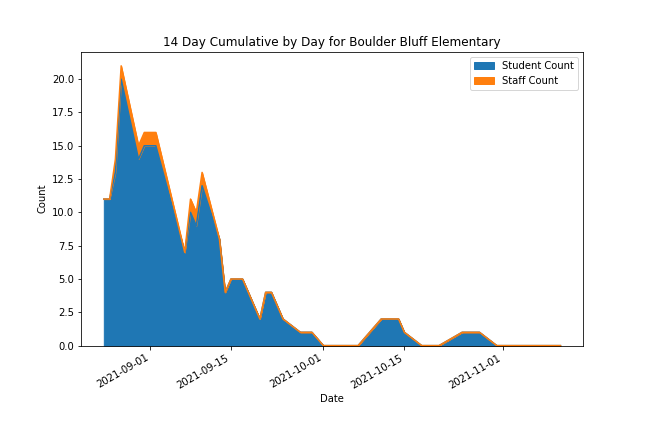 14 Day Cumulative by Day for Boulder Bluff Elementary
Student Count
Staff Count
Count
20.0
17.5
15.0
12.5
10.0
7.5
5.0
2.5
0.0
2021-09-01
2021-09-15
2021-10-01
2021-10-15
2021-11-01
Date